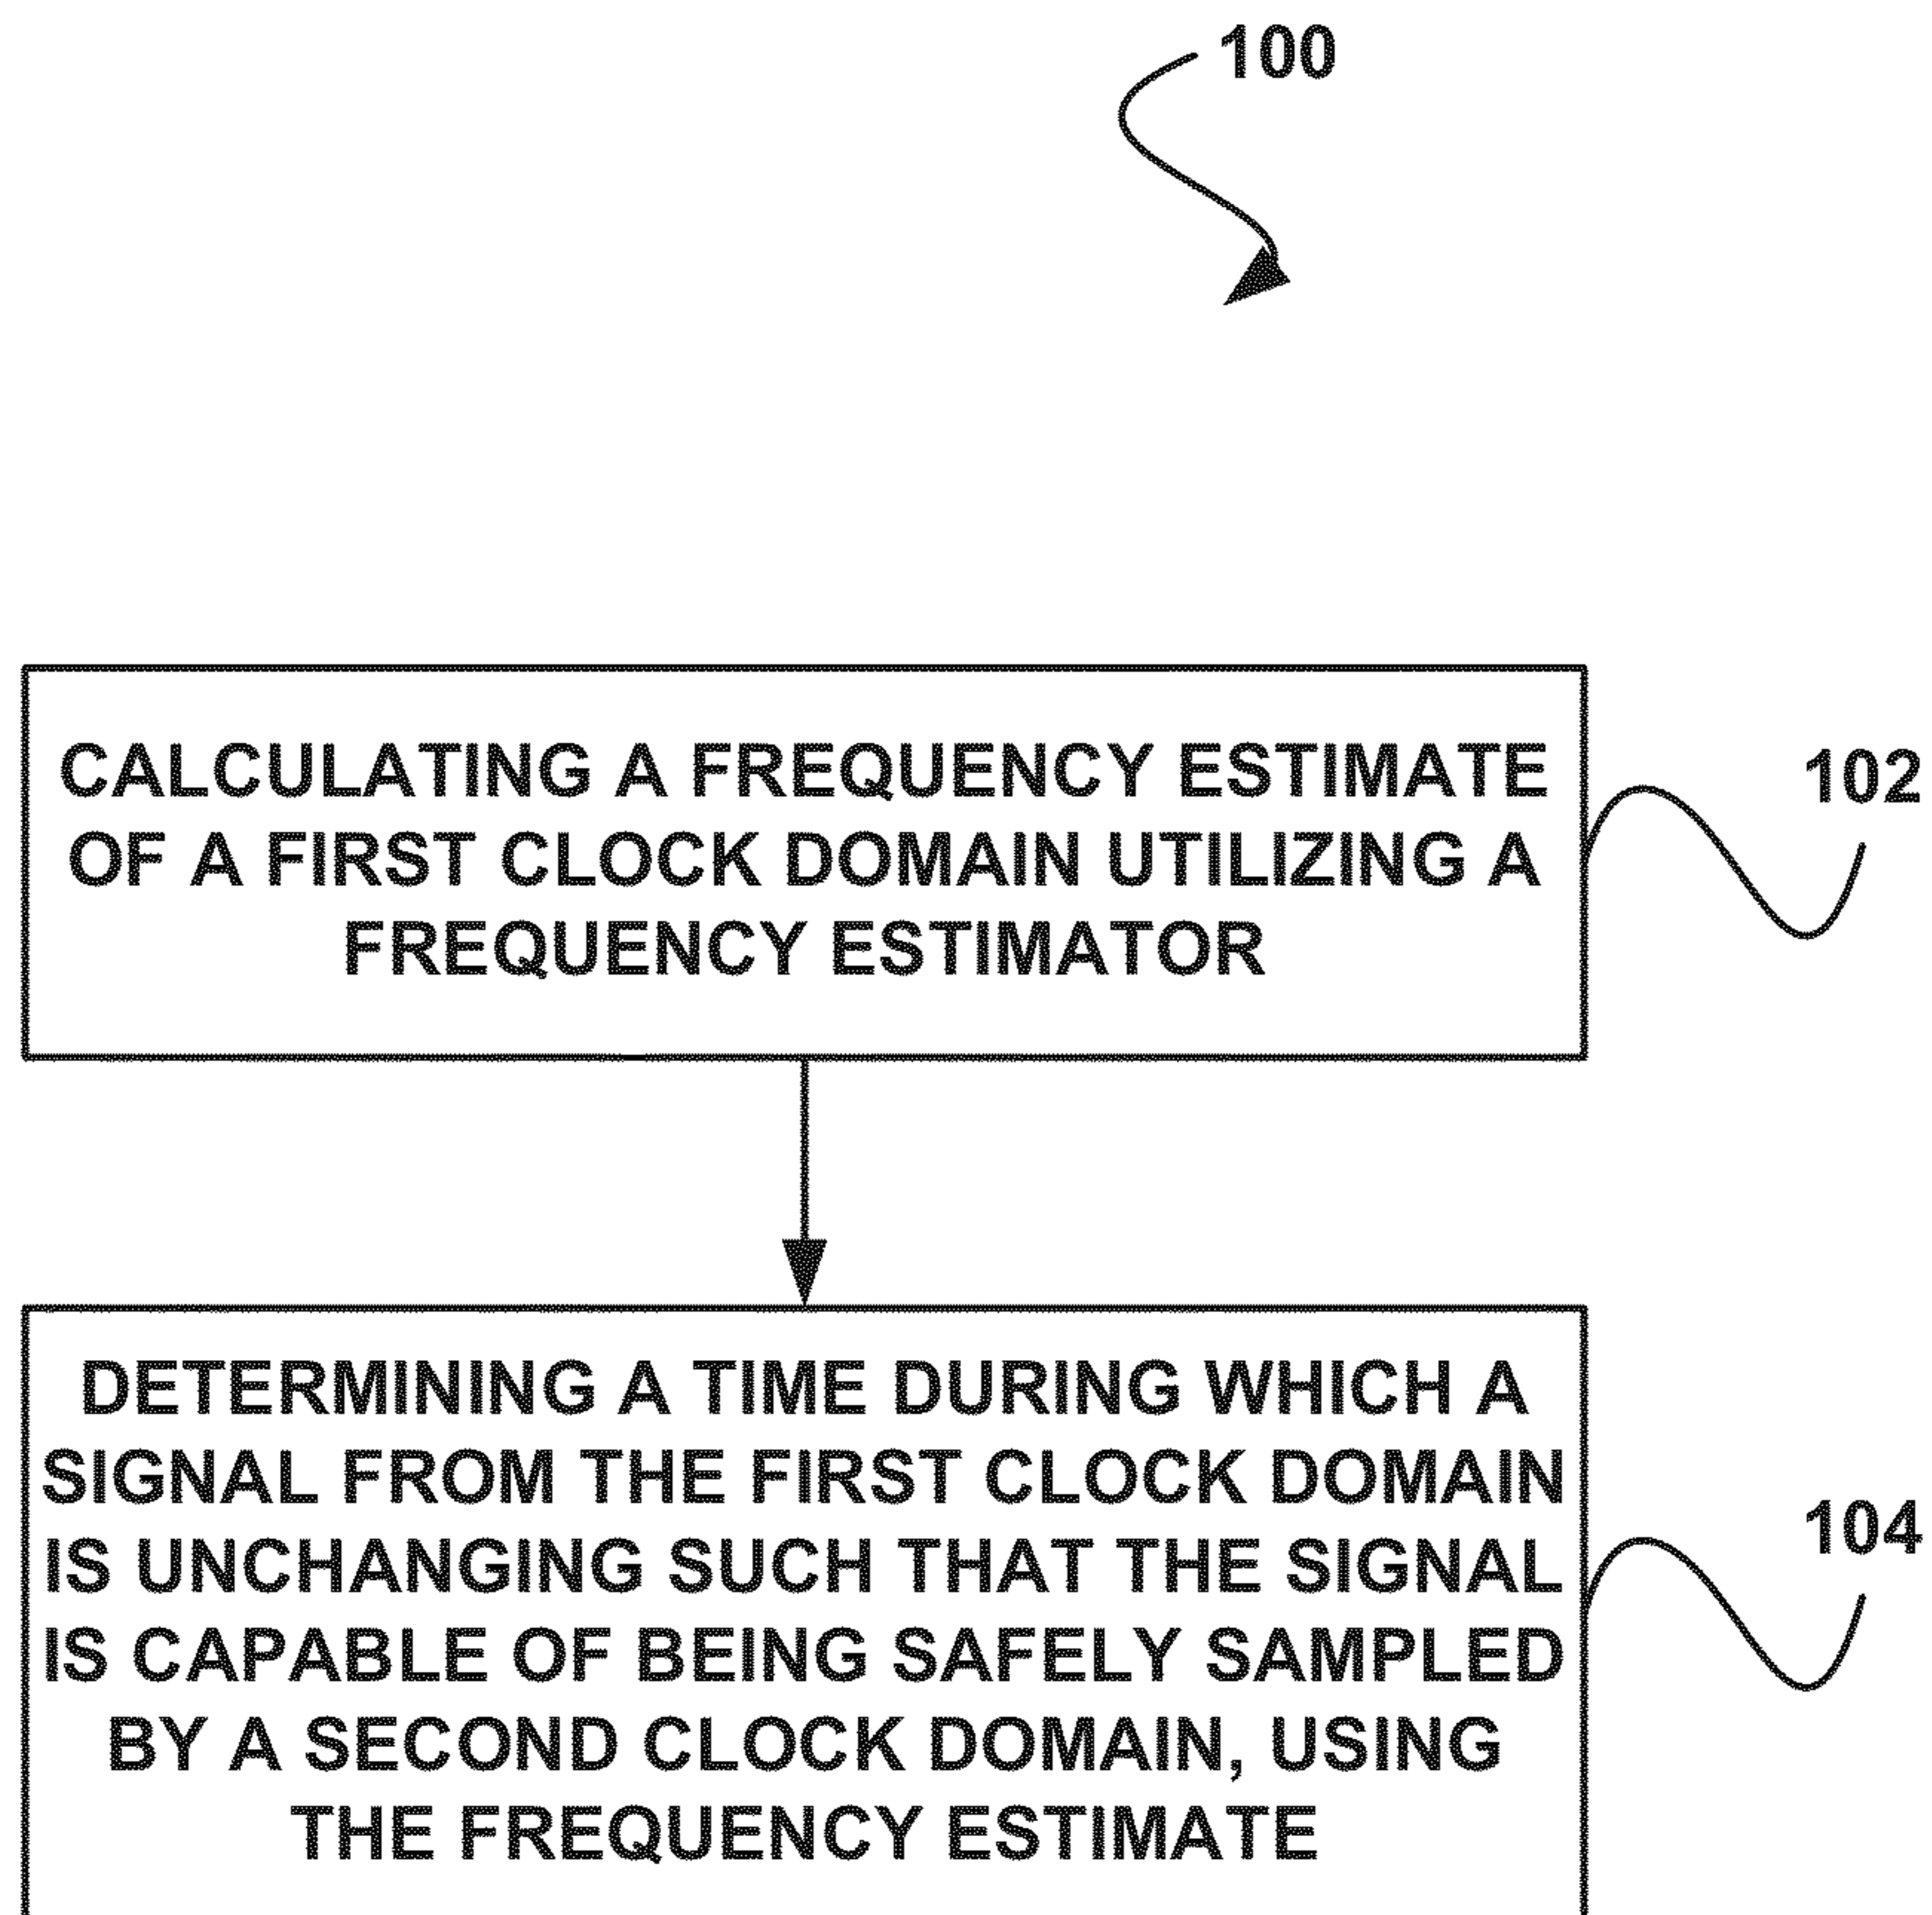 100
CALCULATING A FREQUENCY ESTIMATE
OF A FIRST CLOCK DOMAIN UTILIZING A
FREQUENCY ESTIMATOR
102
DETERMINING A TIME DURING WHICH A
SIGNAL FROM THE FIRST CLOCK DOMAIN
IS UNCHANGING SUCH THAT THE SIGNAL
IS CAPABLE OF BEING SAFELY SAMPLED
BY A SECOND CLOCK DOMAIN, USING
THE FREQUENCY ESTIMATE
104